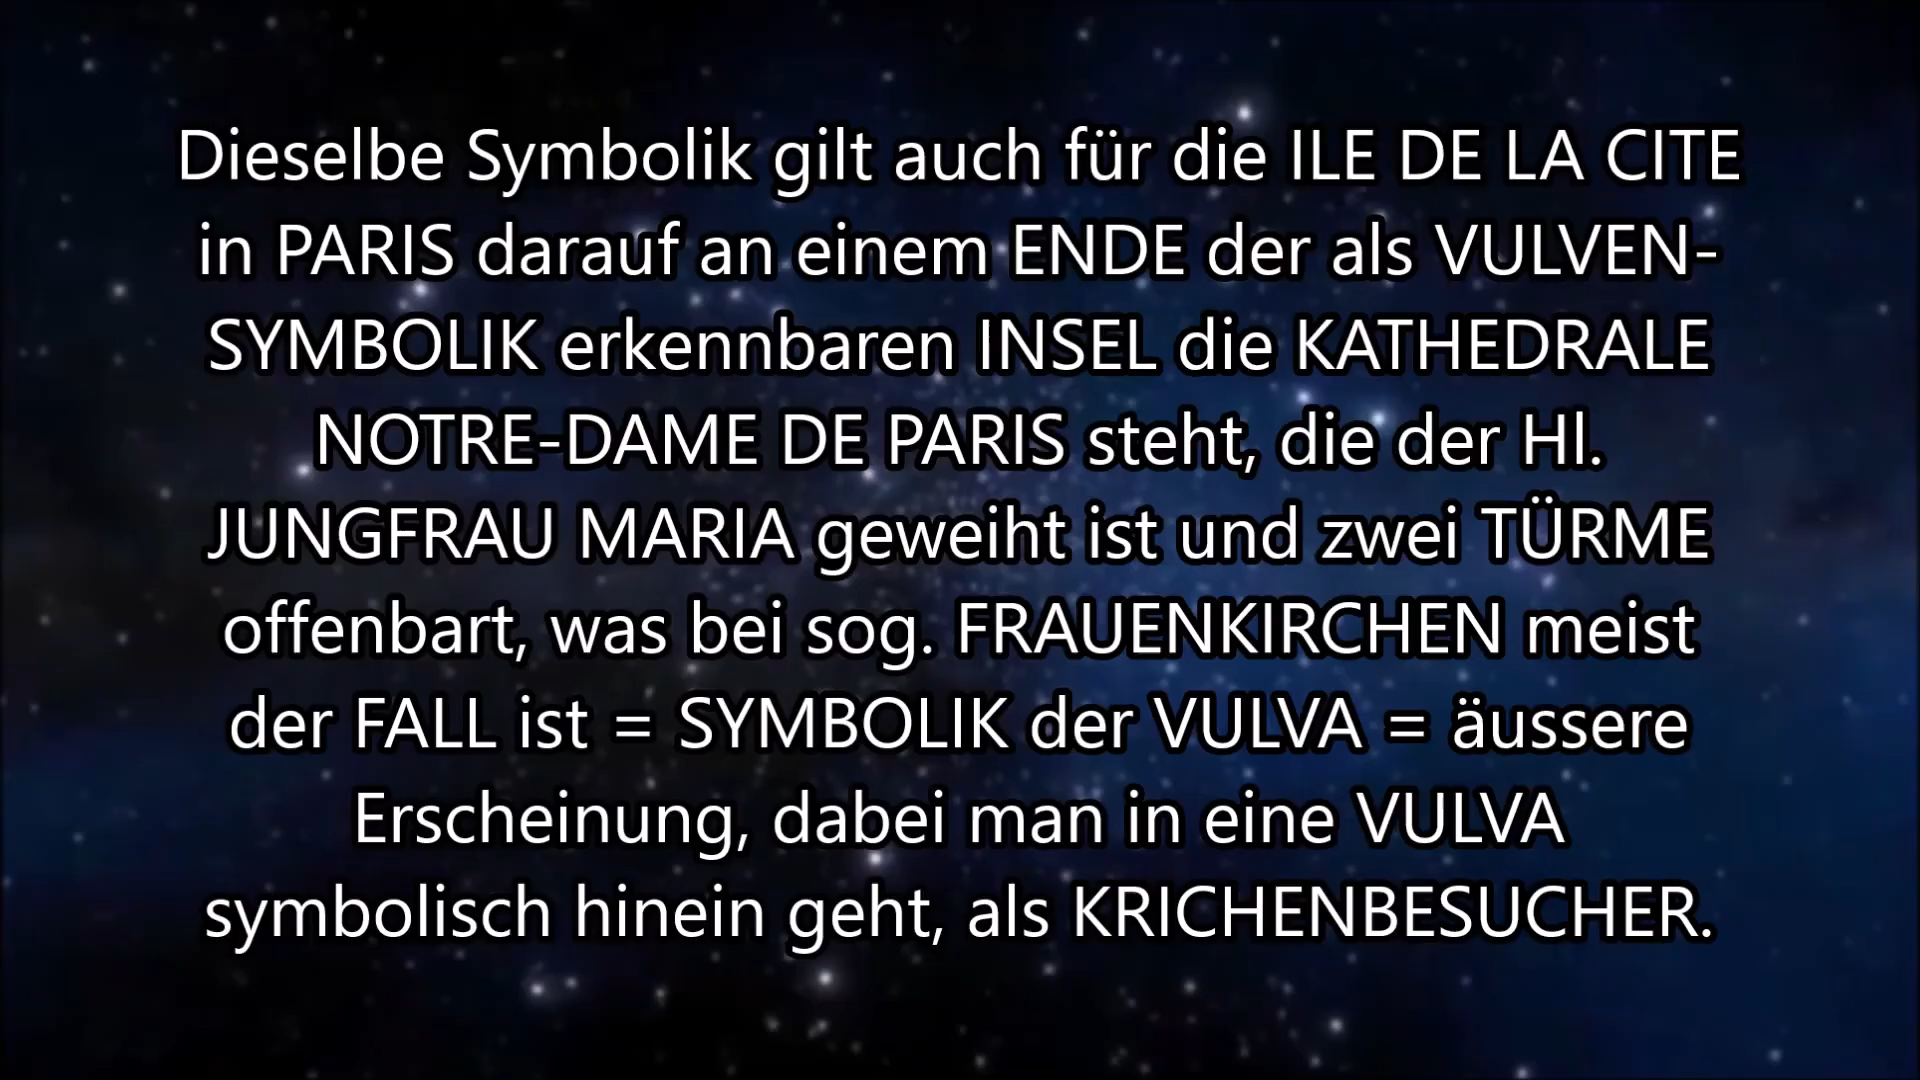 Dieselbe Symbolik gilt auch für die ILE DE LA CITE
in PARIS darauf an einem ENDE der als VULVEN-
SYMBOLIK erkennbaren INSEL die KATHEDRALE
NOTRE-DAME DE PARIS steht, die der Hl.
JUNGFRAU MARIA geweiht ist und zwei TÜRME
offenbart, was bei sog. FRAUENKIRCHEN meist
der FALL ist = SYMBOLIK der VULVA = äussere
Erscheinung, dabei man in eine VULVA
symbolisch hinein geht, als KRICHENBESUCHER.